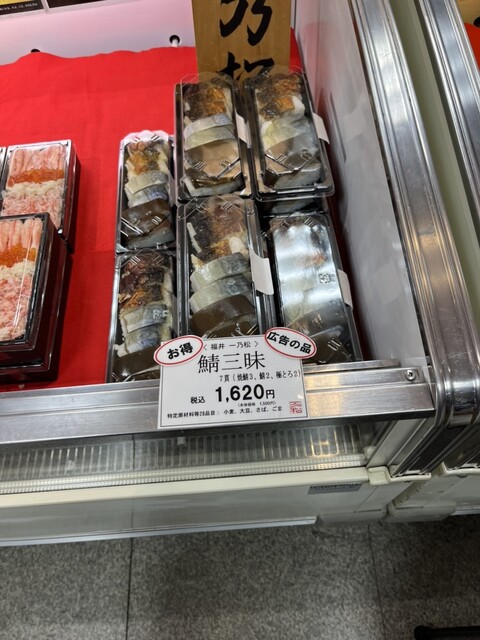 乃松
お得
〈 福井 一乃松 〉
広告の品
鯖三昧
7貫（焼鯖3、鯖2、極とろ2）
税込 1,620円
（本体価格 1,500円）
特定原材料等28品目： 小麦、大豆、さば、ごま